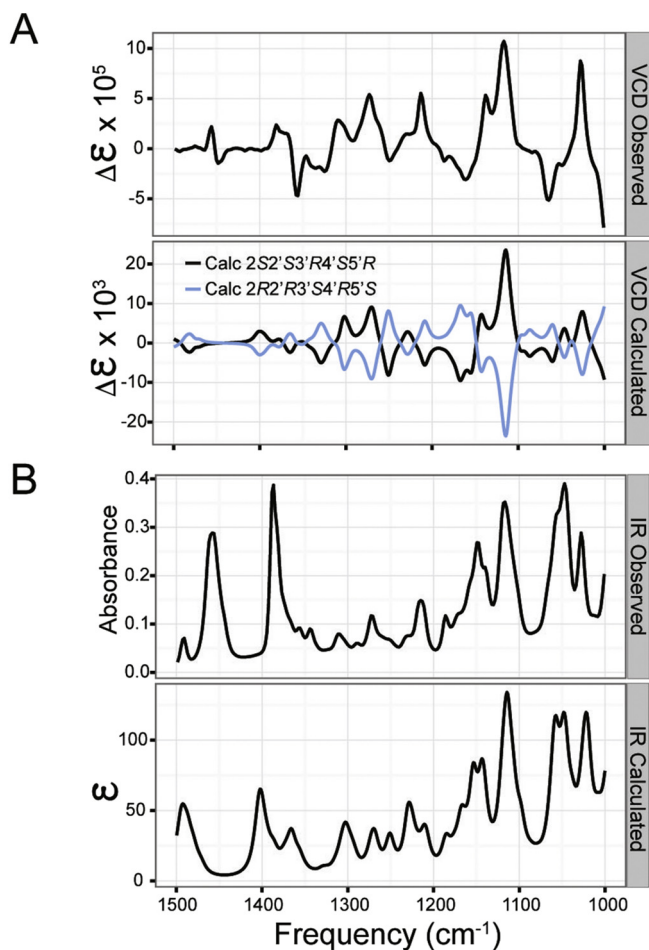 A
10
5
0
-5
Δε x 10⁵
VCD Observed
Calc 2S2'S3'R4'S5'R
Calc 2R2'R3'S4'R5'S
20
10
0
-10
-20
Δε x 10³
VCD Calculated
B
0.4
0.3
0.2
0.1
0.0
Absorbance
IR Observed
100
50
0
ε
IR Calculated
1500 1400 1300 1200 1100 1000
Frequency (cm⁻¹)